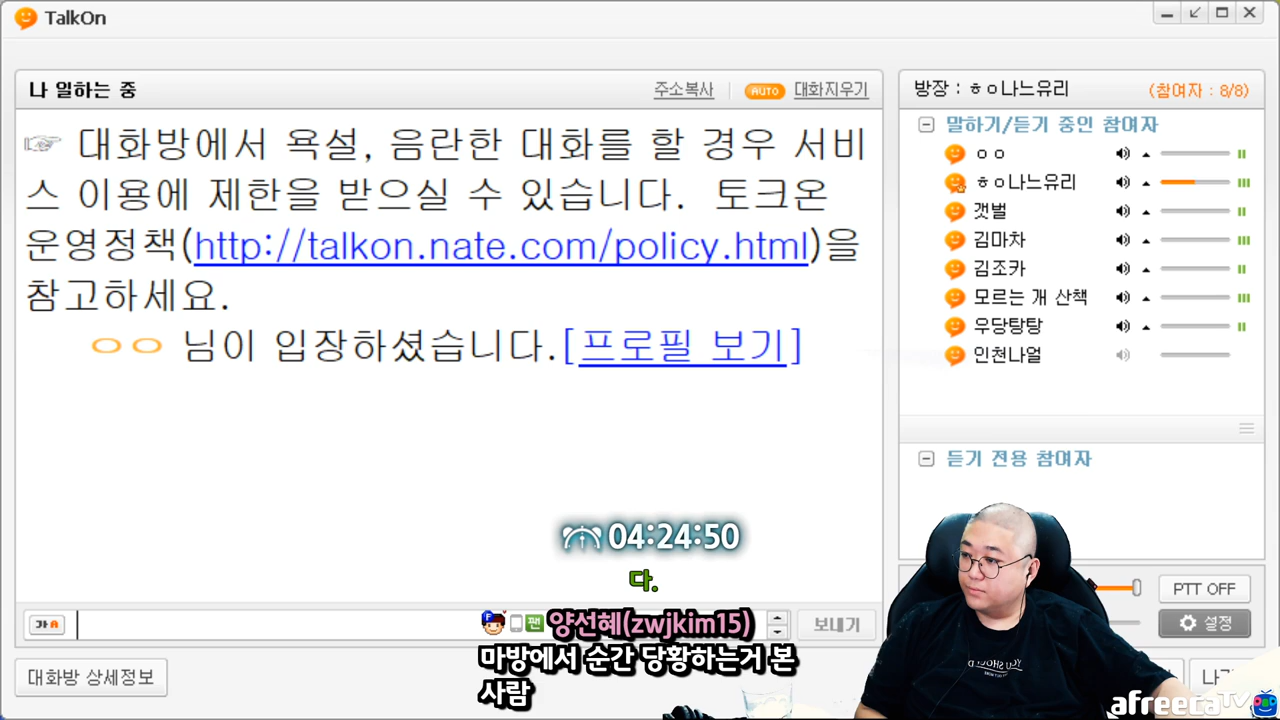 TalkOn
나 일하는 중
주소복사
AUTO
대화지우기
☞ 대화방에서 욕설, 음란한 대화를 할 경우 서비
스 이용에 제한을 받으실 수 있습니다. 토크온
운영정책(http://talkon.nate.com/policy.html)을
참고하세요.
ㅇㅇ 님이 입장하셨습니다.[프로필 보기]
방장 : ㅎㅇ나느유리
(참여자 : 8/8)
말하기/듣기 중인 참여자
ㅇㅇ
ㅎㅇ나느유리
갯벌
김마차
김조카
모르는 개 산책
우당탕탕
인천나얼
듣기 전용 참여자
04:24:50
다.
가A
팬 양선혜(zwjkim15)
마방에서 순간 당황하는거 본
사람
보내기
PTT OFF
설정
대화방 상세정보
afreecaTV